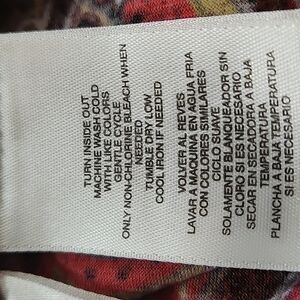 TURN INSIDE OUT
MACHINE WASH COLD
WITH LIKE COLORS
GENTLE CYCLE
ONLY NON-CHLORINE BLEACH WHEN
NEEDED
TUMBLE DRY LOW
COOL IRON IF NEEDED
VOLVER AL REVES
LAVAR A MAQUINA EN AGUA FRIA
CON COLORES SIMILARES
CICLO SUAVE
SOLAMENTE BLANQUEADOR SIN
CLORO SI ES NECESARIO
SECAR EN SECADORA A BAJA
TEMPERATURA
PLANCHA A BAJA TEMPERATURA
SI ES NECESARIO